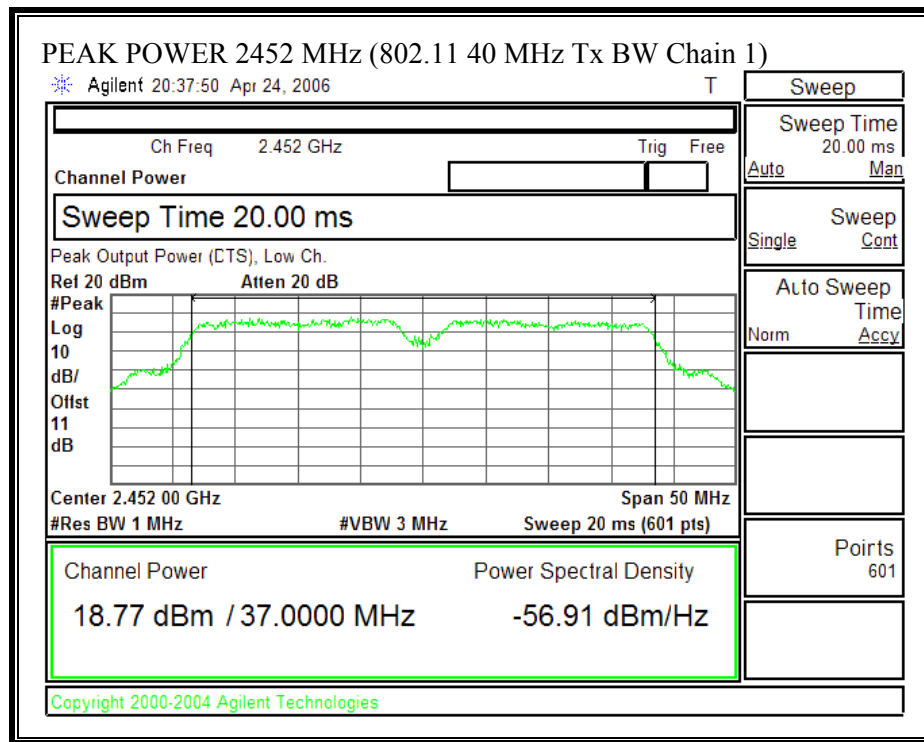 PEAK POWER 2452 MHz (802.11 40 MHz Tx BW Chain 1)
Agilent 20:37:50 Apr 24, 2006 T
Ch Freq 2.452 GHz Trig Free
Channel Power
Sweep Time 20.00 ms
Peak Output Power (DTS), Low Ch.
Ref 20 dBm Atten 20 dB
#Peak
Log
10
dB/
Offst
11
dB
Center 2.452 00 GHz Span 50 MHz
#Res BW 1 MHz #VBW 3 MHz Sweep 20 ms (601 pts)
Channel Power Power Spectral Density
18.77 dBm / 37.0000 MHz -56.91 dBm/Hz
Copyright 2000-2004 Agilent Technologies
Sweep
Sweep Time
20.00 ms
Auto Man
Sweep
Single Cont
Auto Sweep
Time
Norm Accy
Points
601